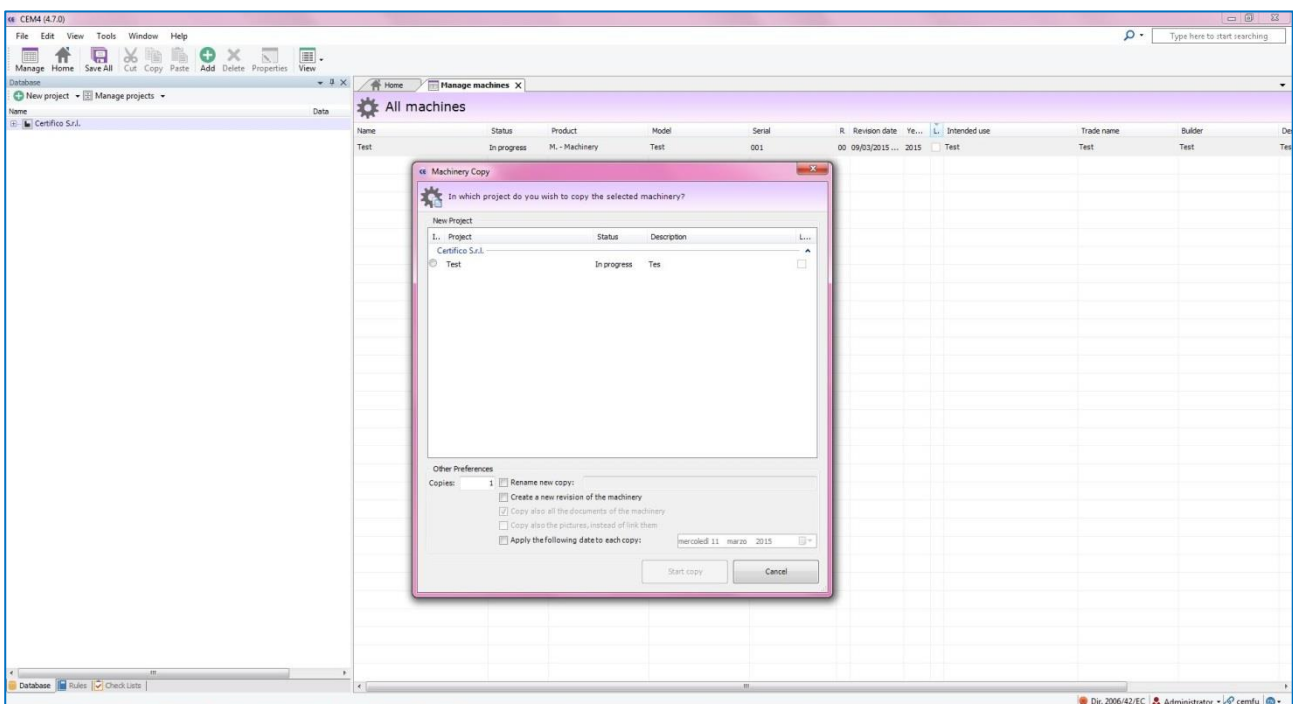 CEM4 (4.7.0)
File Edit View Tools Window Help
Type here to start searching
Manage Home Save All Cut Copy Paste Add Delete Properties View
Database
Home Manage machines X
New project Manage projects
All machines
Name Data
Certifico S.r.l.
Name Status Product Model Serial R Revision date Ye... L. Intended use Trade name Builder De
Test In progress M. - Machinery Test 001 00 09/03/2015 ... 2015 Test Test Test Tes
Machinery Copy
In which project do you wish to copy the selected machinery?
New Project
I.. Project Status Description L...
Certifico S.r.l.
Test In progress Tes
Other Preferences
Copies: 1 Rename new copy:
Create a new revision of the machinery
Copy also all the documents of the machinery
Copy also the pictures, instead of link them
Apply the following date to each copy: mercoledì 11 marzo 2015
Start copy Cancel
Database Rules Check Lists
Dir. 2006/42/EC Administrator cemfu